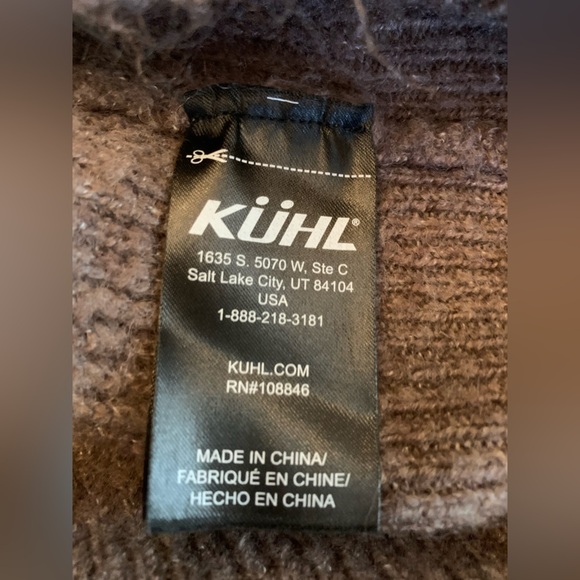 KÜHL®
1635 S. 5070 W, Ste C
Salt Lake City, UT 84104
USA
1-888-218-3181
KUHL.COM
RN#108846
MADE IN CHINA/
FABRIQUÉ EN CHINE/
HECHO EN CHINA